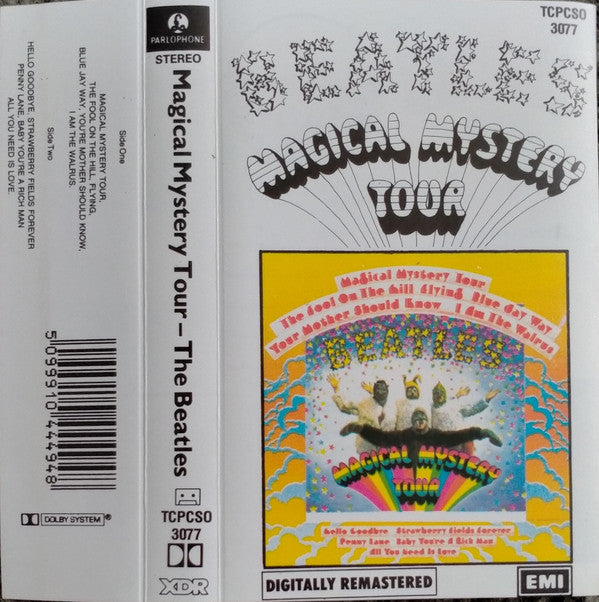 Side One
MAGICAL MYSTERY TOUR,
THE FOOL ON THE HILL, FLYING,
BLUE JAY WAY, YOU'RE MOTHER SHOULD KNOW,
I AM THE WALRUS.
Side Two
HELLO GOODBYE, STRAWBERRY FIELDS FOREVER
PENNY LANE, BABY YOU'RE A RICH MAN
ALL YOU NEED IS LOVE.
5 099910 444948
DOLBY SYSTEM
PARLOPHONE
STEREO
Magical Mystery Tour – The Beatles
TCPCSO
3077
XDR
TCPCSO
3077
BEATLES
MAGICAL MYSTERY
TOUR
Magical Mystery Tour
The Fool On The Hill Flying Blue Jay Way
Your Mother Should Know I Am The Walrus
BEATLES
MAGICAL MYSTERY
TOUR
Hello Goodbye Strawberry Fields Forever
Penny Lane Baby You're A Rich Man
All You Need Is Love
DIGITALLY REMASTERED
EMI